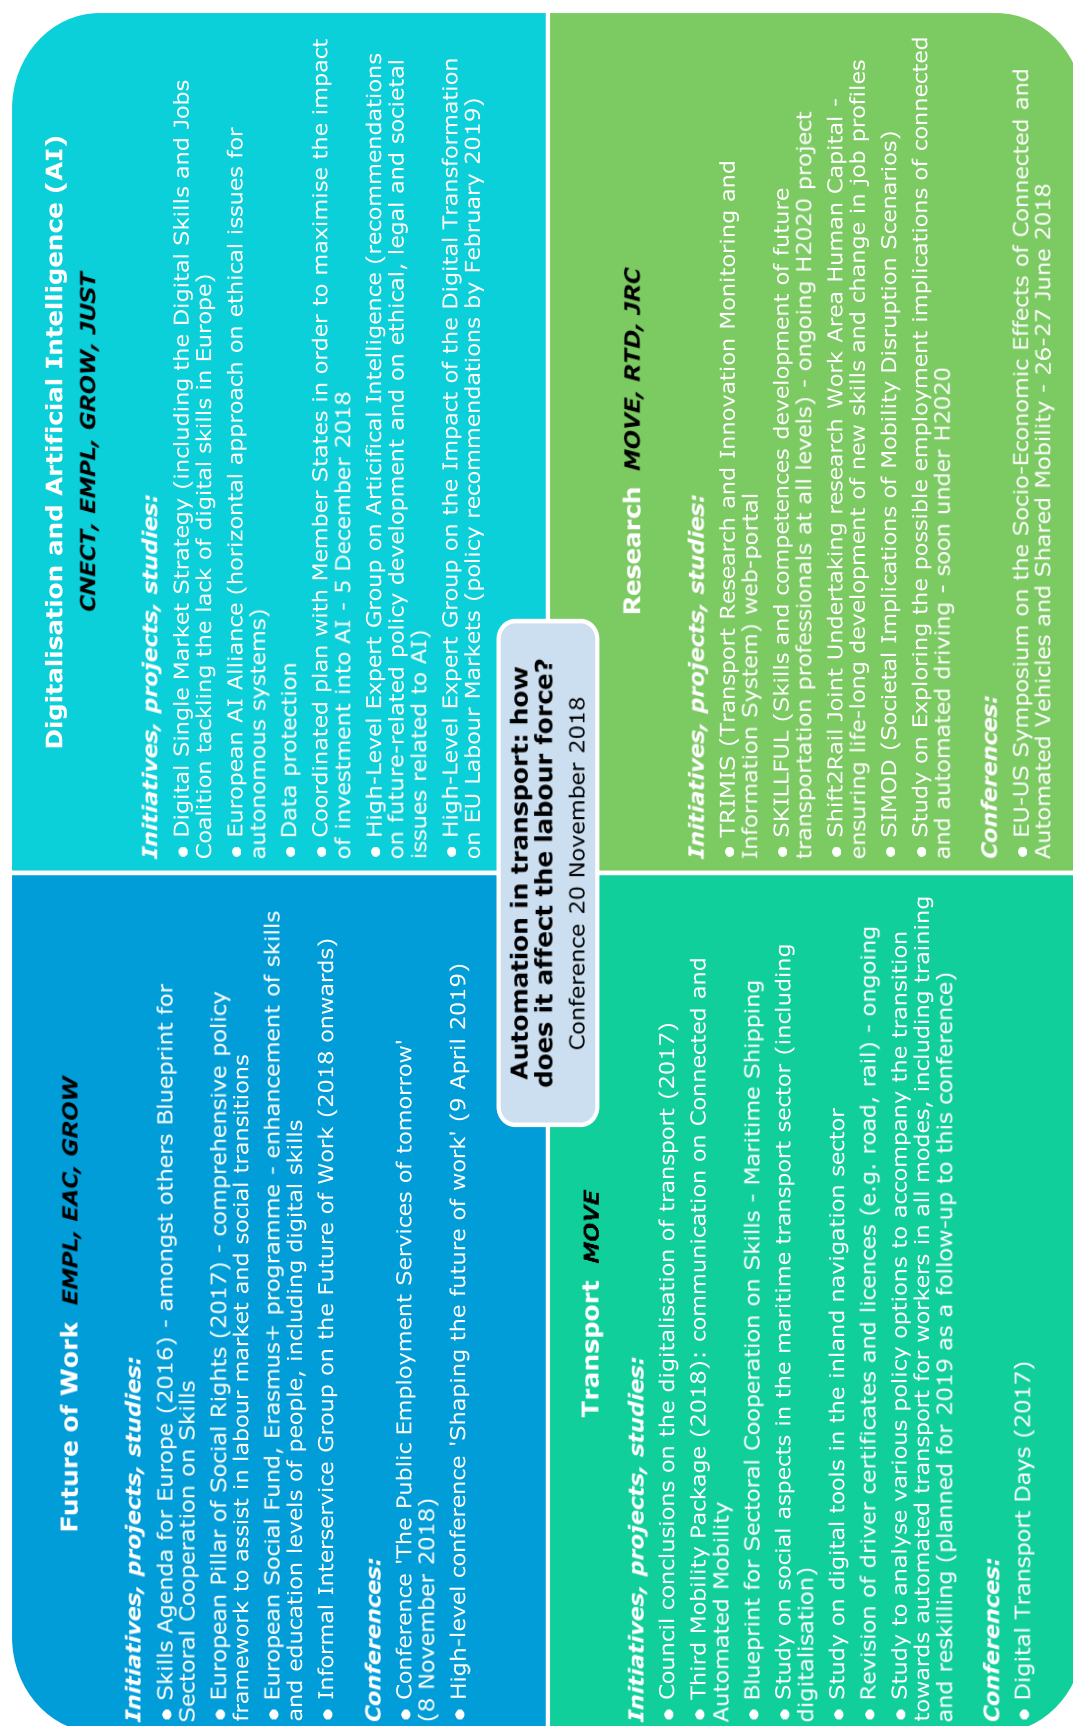 Future of Work EMPL, EAC, GROW
Initiatives, projects, studies:
• Skills Agenda for Europe (2016) - amongst others Blueprint for
Sectoral Cooperation on Skills
• European Pillar of Social Rights (2017) - comprehensive policy
framework to assist in labour market and social transitions
• European Social Fund, Erasmus+ programme - enhancement of skills
and education levels of people, including digital skills
• Informal Interservice Group on the Future of Work (2018 onwards)
Conferences:
• Conference 'The Public Employment Services of tomorrow'
(8 November 2018)
• High-level conference 'Shaping the future of work' (9 April 2019)
Digitalisation and Artificial Intelligence (AI)
CNECT, EMPL, GROW, JUST
Initiatives, projects, studies:
• Digital Single Market Strategy (including the Digital Skills and Jobs
Coalition tackling the lack of digital skills in Europe)
• European AI Alliance (horizontal approach on ethical issues for
autonomous systems)
• Data protection
• Coordinated plan with Member States in order to maximise the impact
of investment into AI - 5 December 2018
• High-Level Expert Group on Articifical Intelligence (recommendations
on future-related policy development and on ethical, legal and societal
issues related to AI)
• High-Level Expert Group on the Impact of the Digital Transformation
on EU Labour Markets (policy recommendations by February 2019)
Automation in transport: how
does it affect the labour force?
Conference 20 November 2018
Transport MOVE
Initiatives, projects, studies:
• Council conclusions on the digitalisation of transport (2017)
• Third Mobility Package (2018): communication on Connected and
Automated Mobility
• Blueprint for Sectoral Cooperation on Skills - Maritime Shipping
• Study on social aspects in the maritime transport sector (including
digitalisation)
• Study on digital tools in the inland navigation sector
• Revision of driver certificates and licences (e.g. road, rail) - ongoing
• Study to analyse various policy options to accompany the transition
towards automated transport for workers in all modes, including training
and reskilling (planned for 2019 as a follow-up to this conference)
Conferences:
• Digital Transport Days (2017)
Research MOVE, RTD, JRC
Initiatives, projects, studies:
• TRIMIS (Transport Research and Innovation Monitoring and
Information System) web-portal
• SKILLFUL (Skills and competences development of future
transportation professionals at all levels) - ongoing H2020 project
• Shift2Rail Joint Undertaking research Work Area Human Capital -
ensuring life-long development of new skills and change in job profiles
• SIMOD (Societal Implications of Mobility Disruption Scenarios)
• Study on Exploring the possible employment implications of connected
and automated driving - soon under H2020
Conferences:
• EU-US Symposium on the Socio-Economic Effects of Connected and
Automated Vehicles and Shared Mobility - 26-27 June 2018